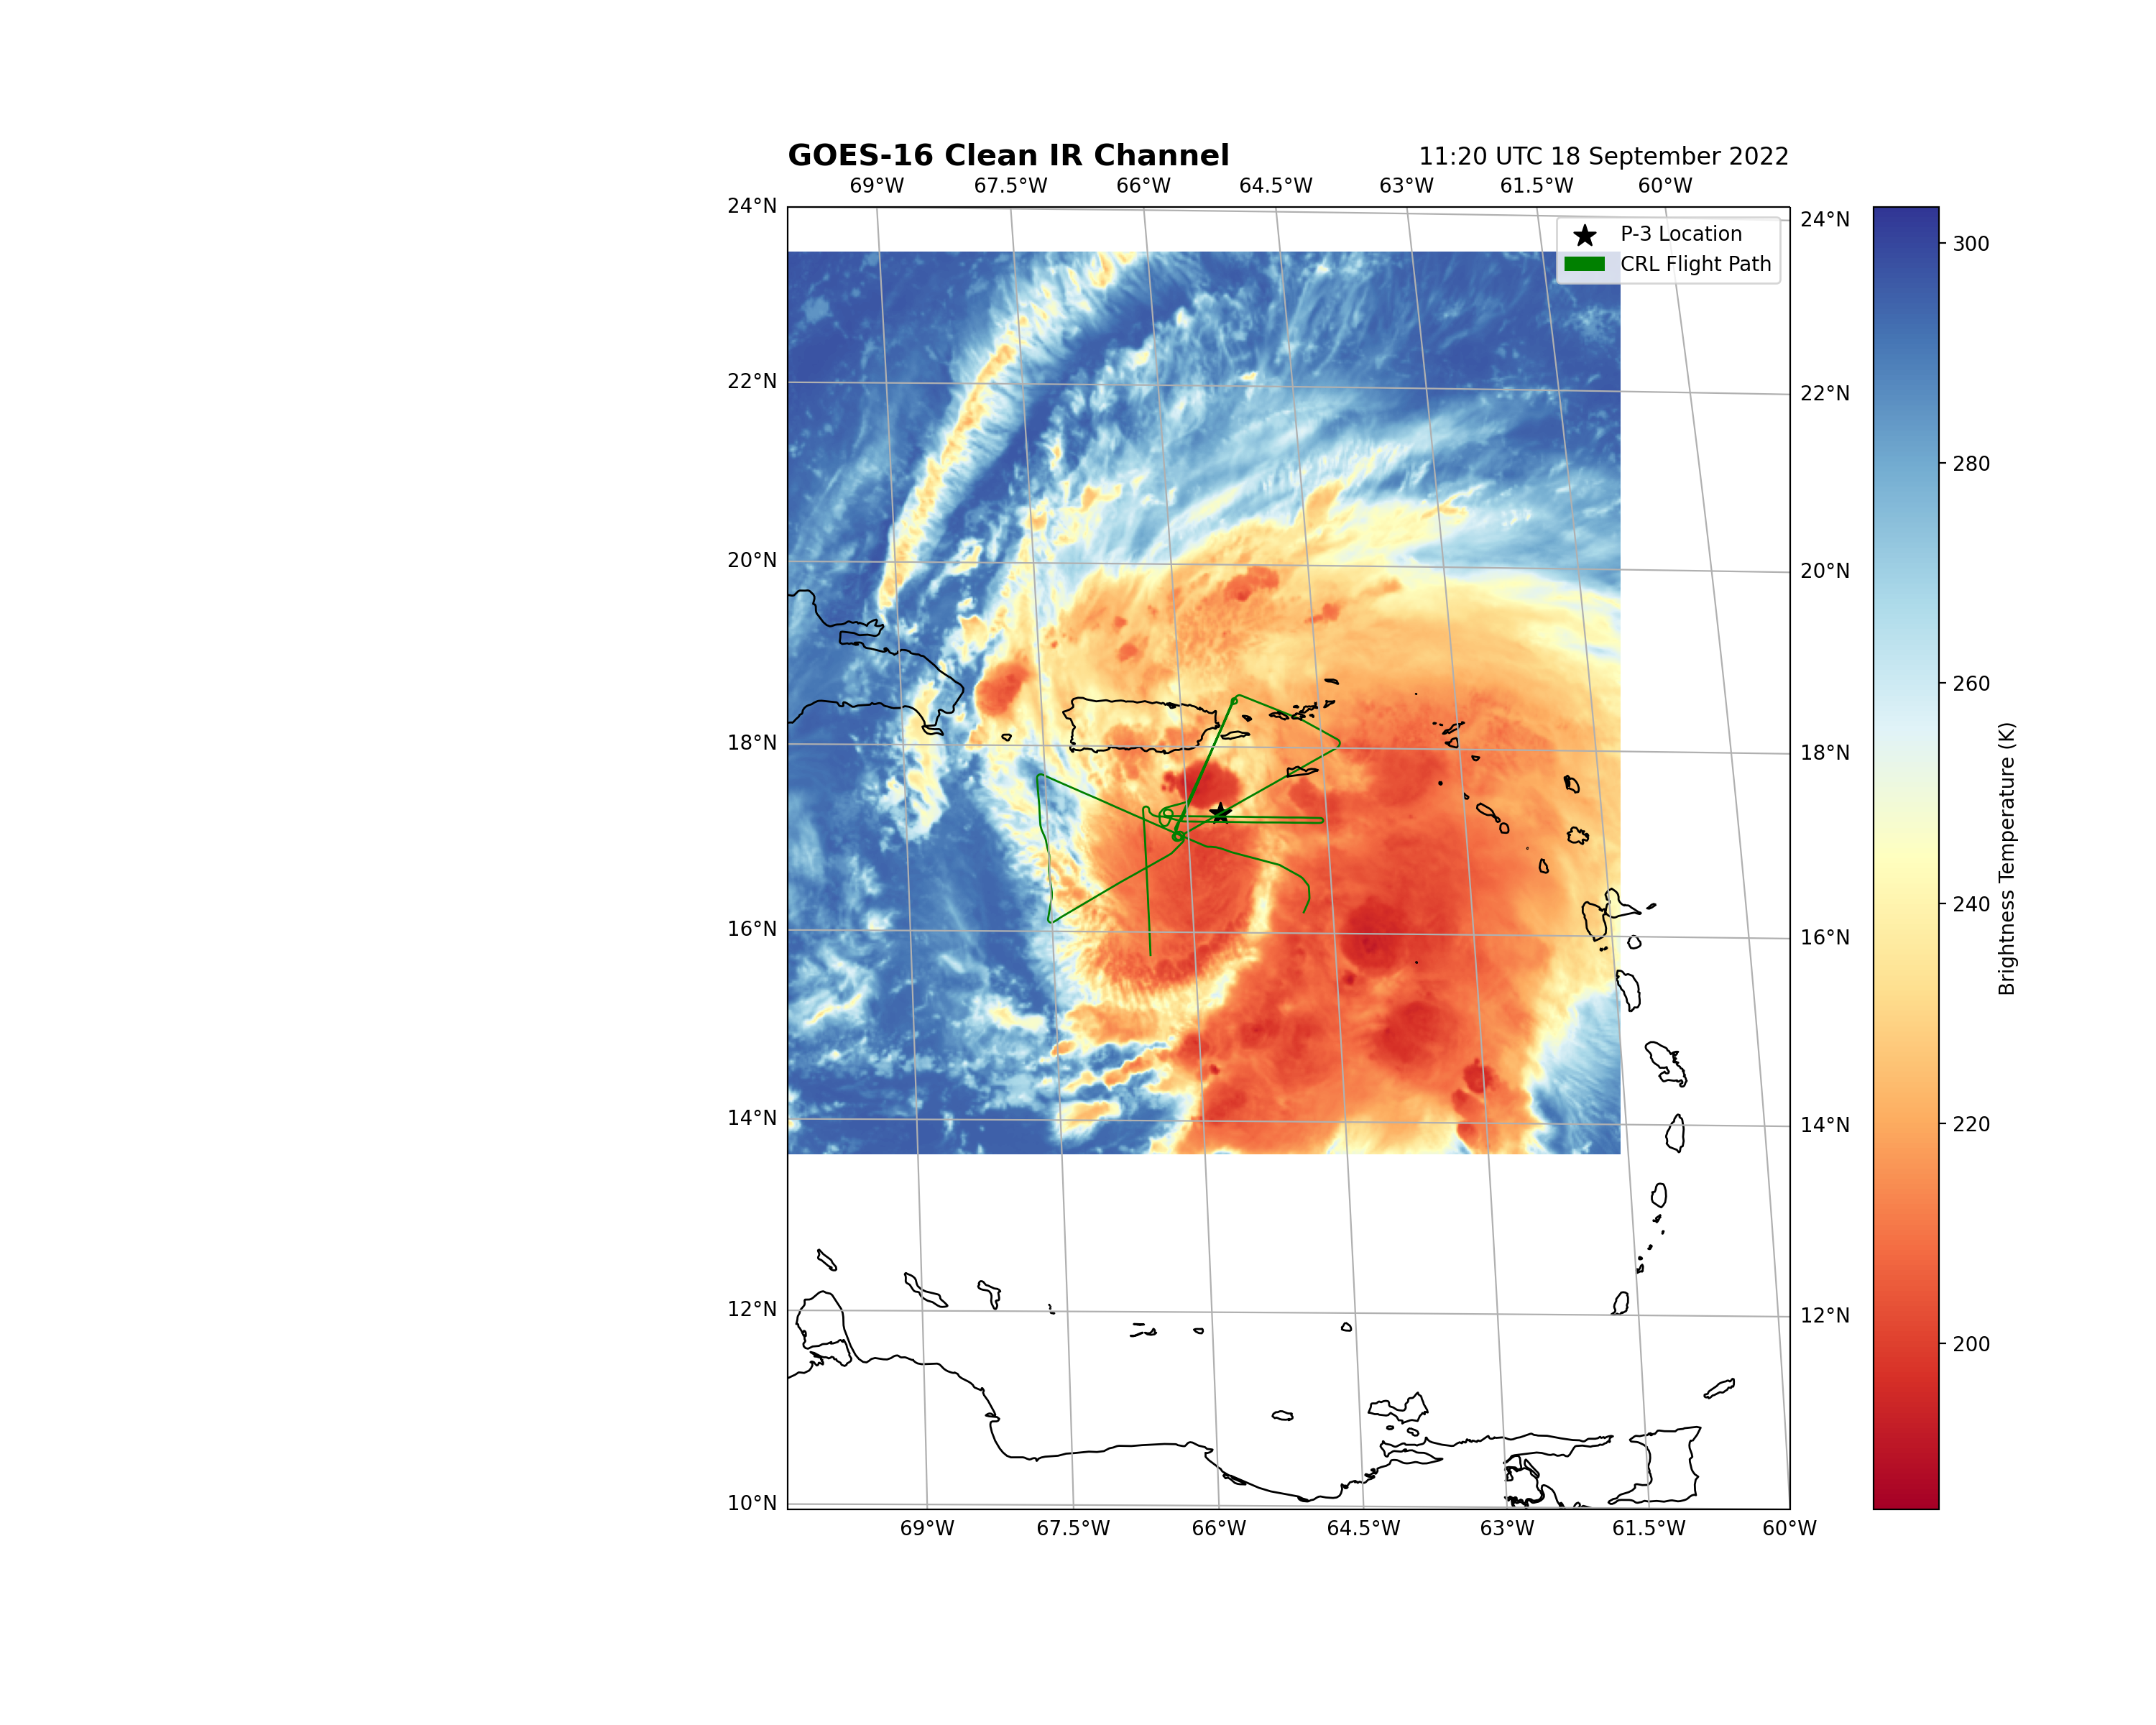 GOES-16 Clean IR Channel
11:20 UTC 18 September 2022
69°W 67.5°W 66°W 64.5°W 63°W 61.5°W 60°W
24°N
24°N
P-3 Location
CRL Flight Path
300
22°N
22°N
280
20°N
20°N
260
18°N
18°N
Brightness Temperature (K)
240
16°N
16°N
220
14°N
14°N
12°N
12°N
200
10°N
69°W 67.5°W 66°W 64.5°W 63°W 61.5°W 60°W